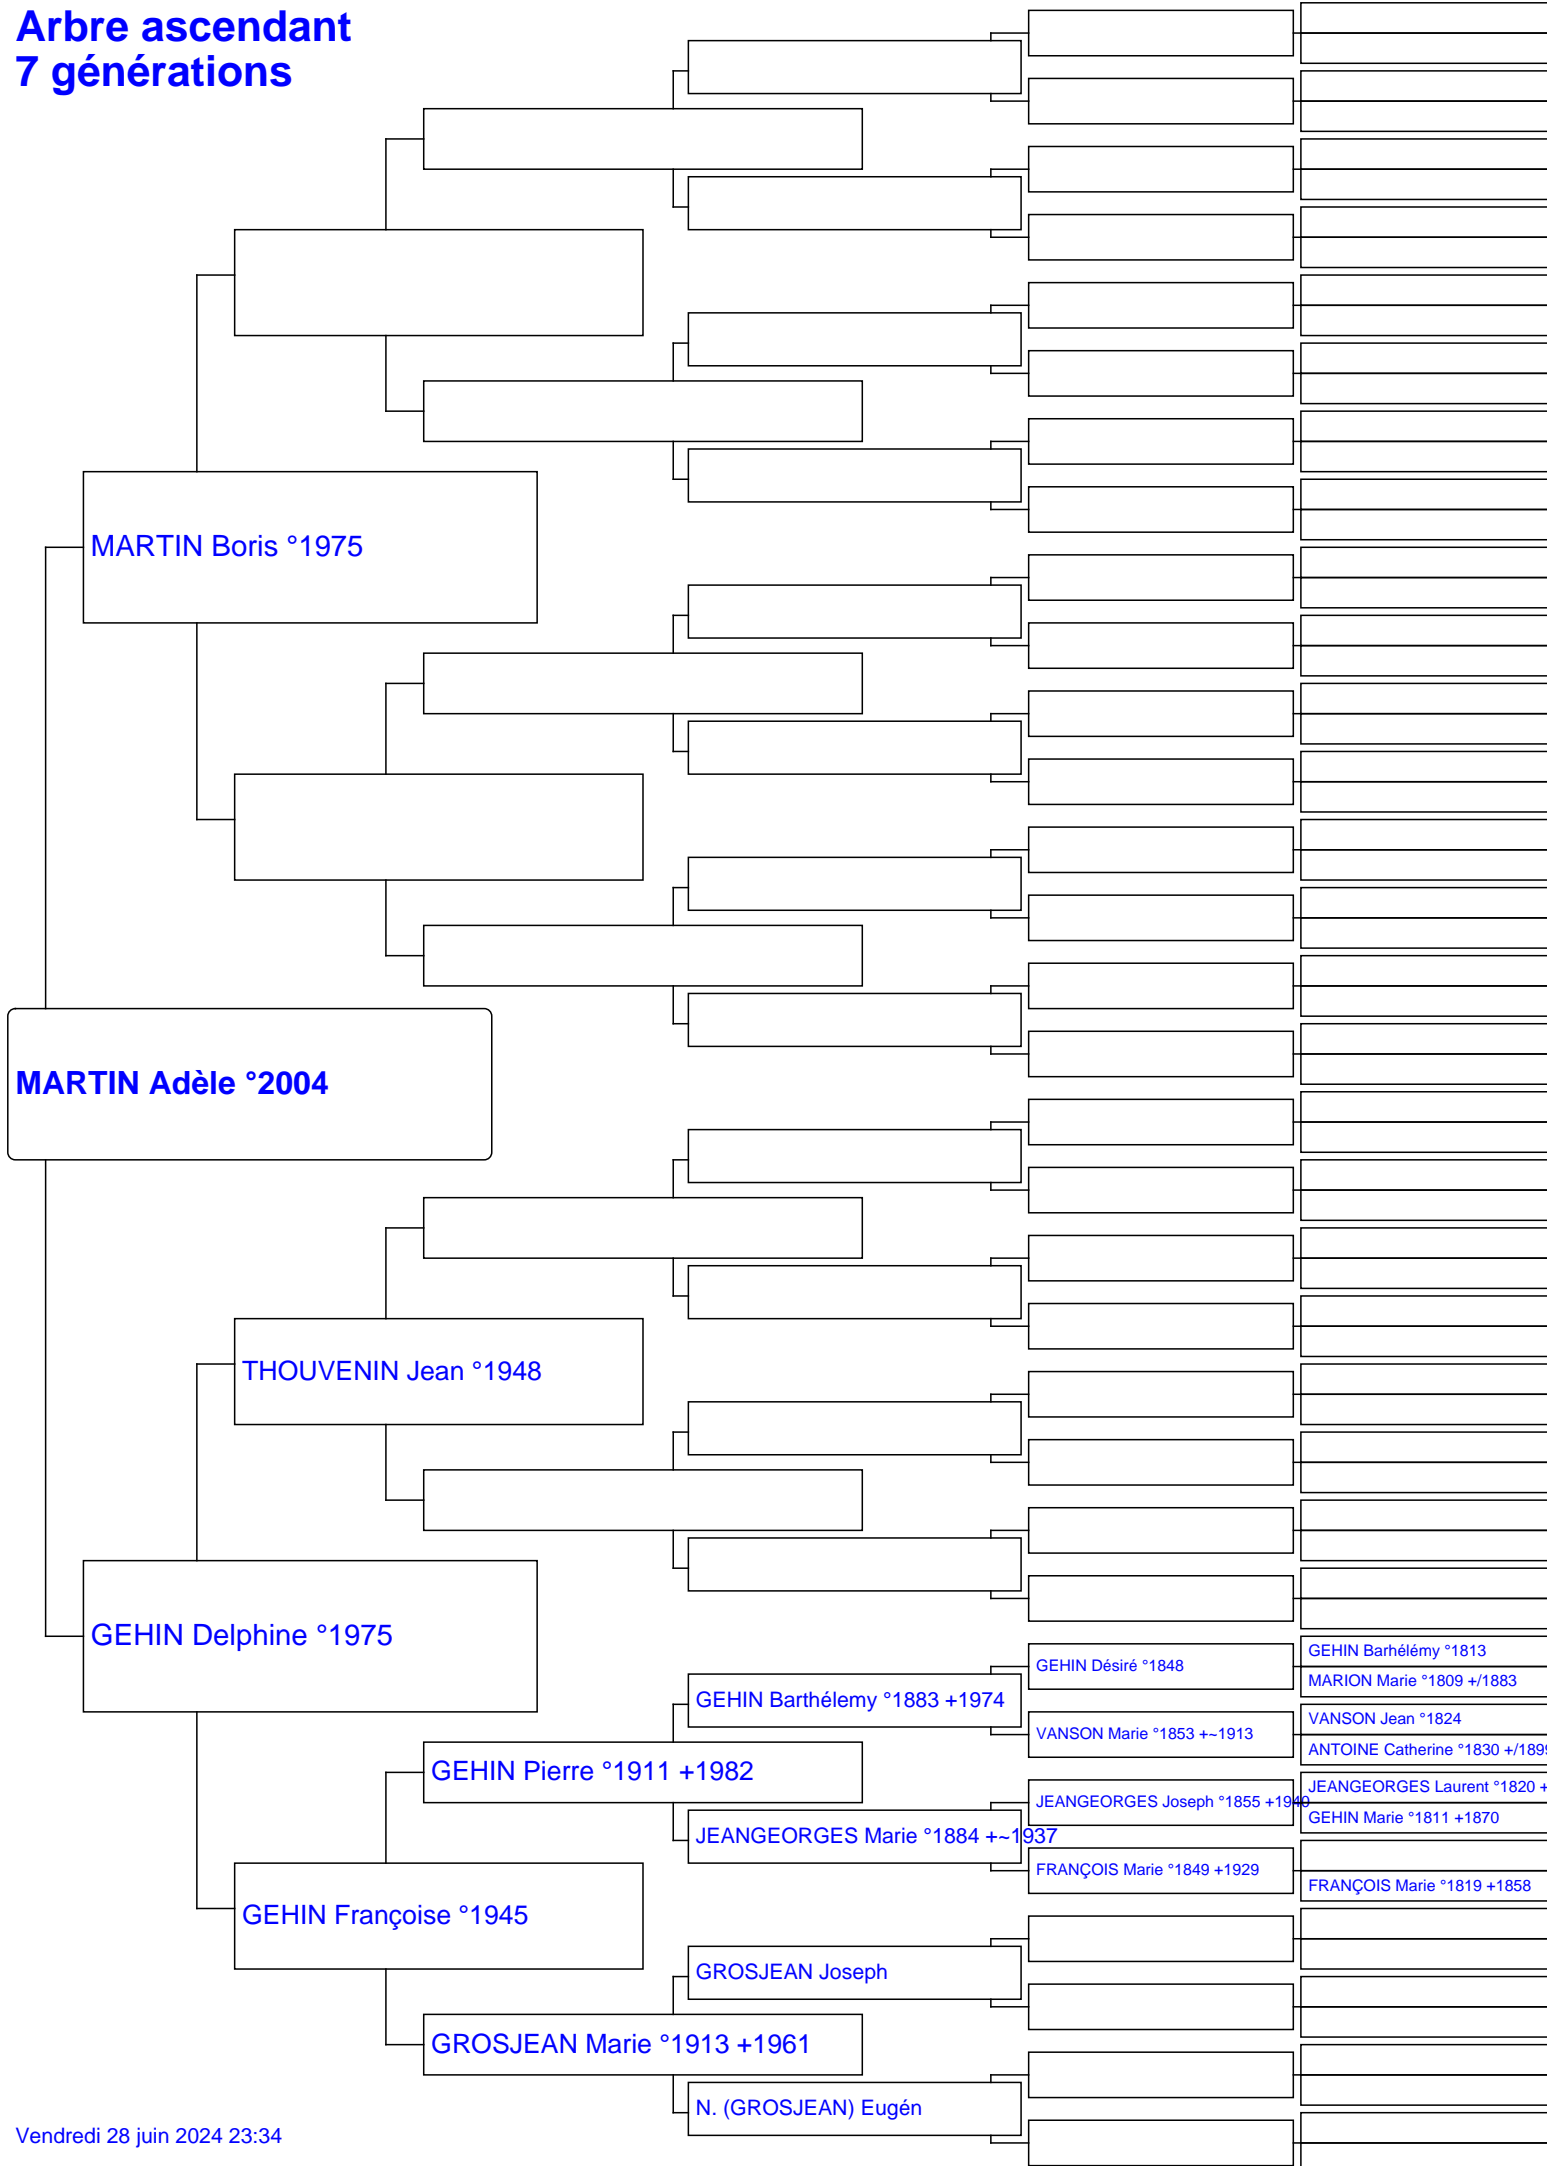 Arbre ascendant
7 générations
MARTIN Boris °1975
MARTIN Adèle °2004
THOUVENIN Jean °1948
GEHIN Delphine °1975
GEHIN Barhélémy °1813
GEHIN Désiré °1848
MARION Marie °1809 +/1883
GEHIN Barthélemy °1883 +1974
VANSON Jean °1824
VANSON Marie °1853 +~1913
ANTOINE Catherine °1830 +/1899
GEHIN Pierre °1911 +1982
JEANGEORGES Laurent °1820 +
JEANGEORGES Joseph °1855 +1940
GEHIN Marie °1811 +1870
JEANGEORGES Marie °1884 +~1937
FRANÇOIS Marie °1849 +1929
FRANÇOIS Marie °1819 +1858
GEHIN Françoise °1945
GROSJEAN Joseph
GROSJEAN Marie °1913 +1961
N. (GROSJEAN) Eugén
Vendredi 28 juin 2024 23:34